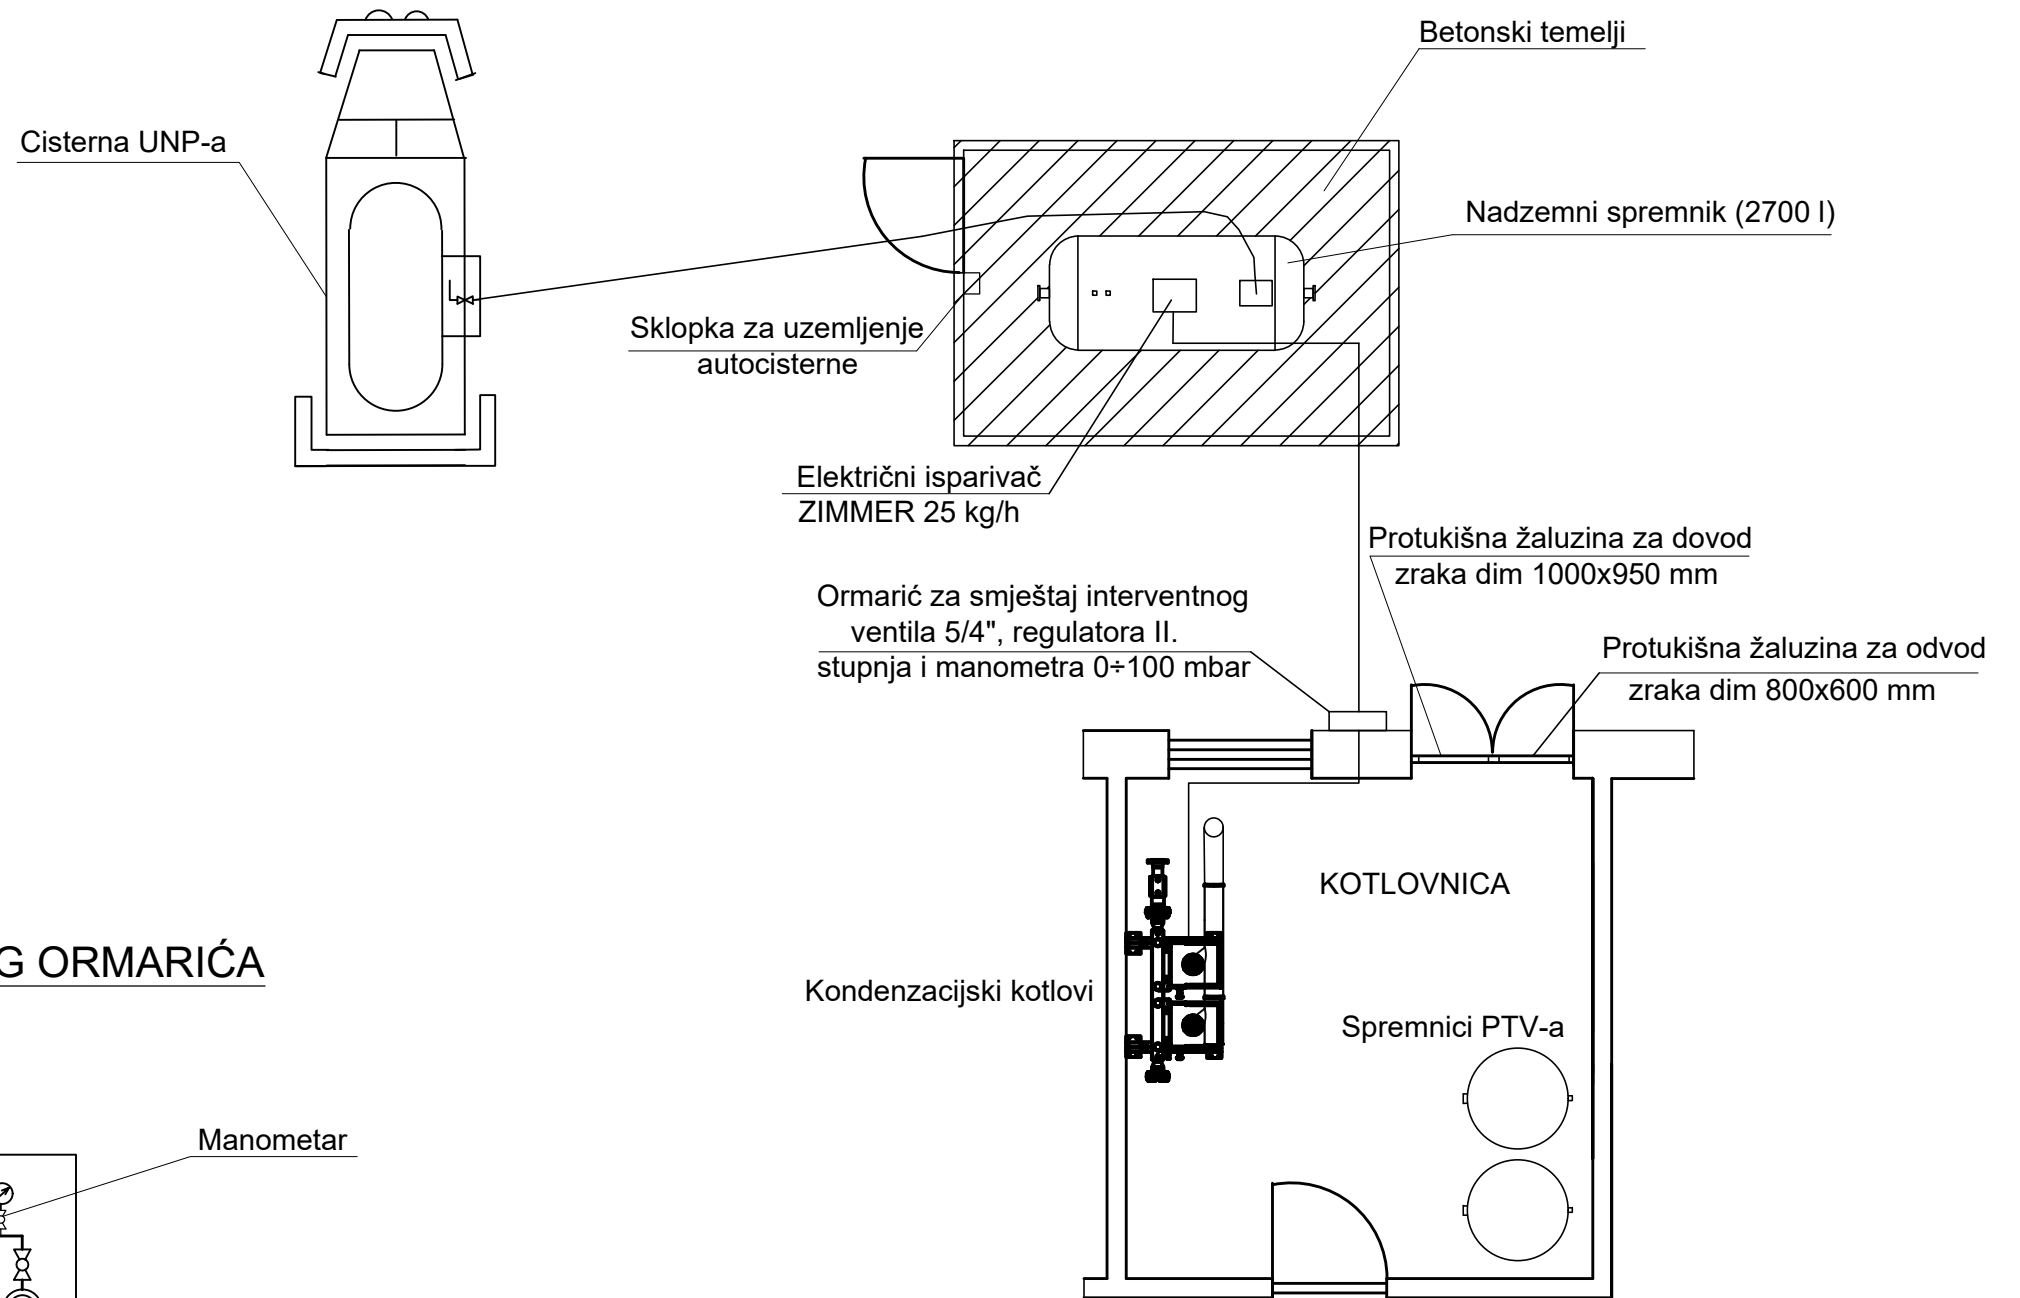 Betonski temelji
Cisterna UNP-a
Nadzemni spremnik (2700 l)
Sklopka za uzemljenje
autocisterne
Električni isparivač
ZIMMER 25 kg/h
Protukišna žaluzina za dovod
zraka dim 1000x950 mm
Ormarić za smještaj interventnog
ventila 5/4", regulatora II.
stupnja i manometra 0÷100 mbar
Protukišna žaluzina za odvod
zraka dim 800x600 mm
KOTLOVNICA
G ORMARIĆA
Kondenzacijski kotlovi
Spremnici PTV-a
Manometar